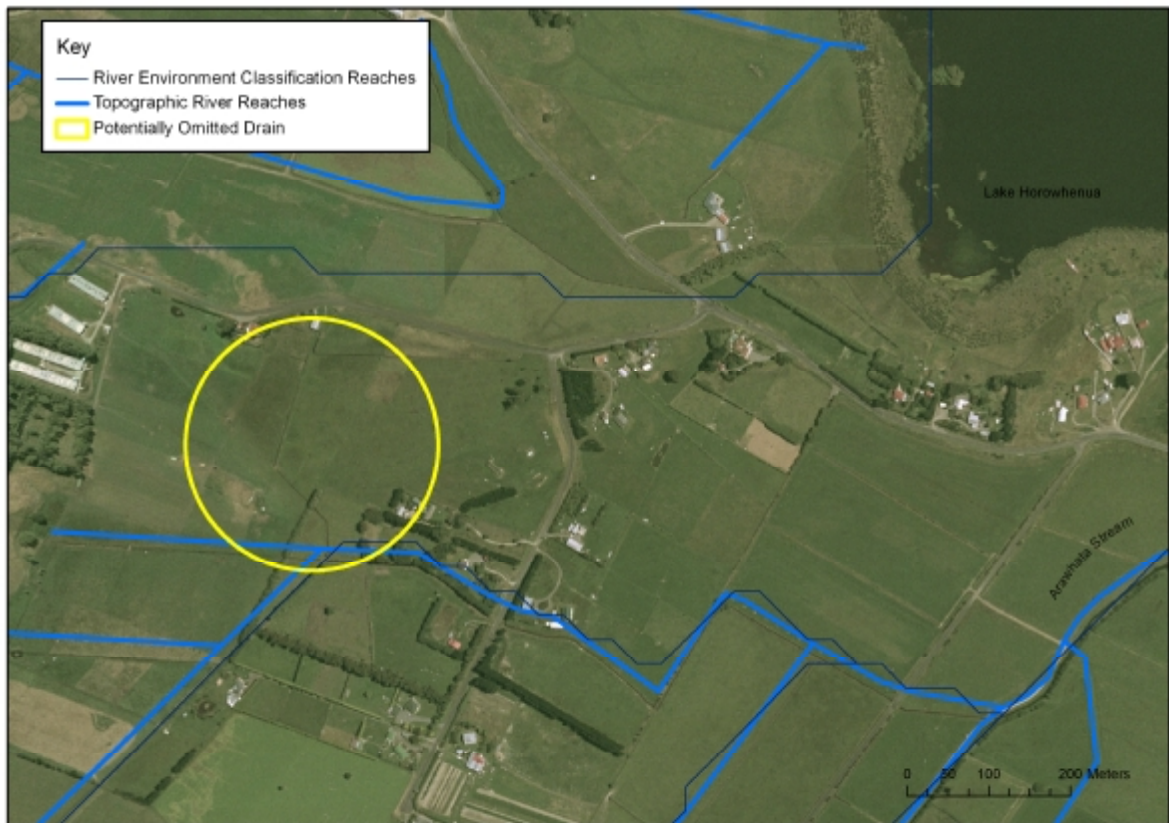 Key
River Environment Classification Reaches
Topographic River Reaches
Potentially Omitted Drain
Lake Horowhenua
Arawhata Stream
0 50 100 200 Meters